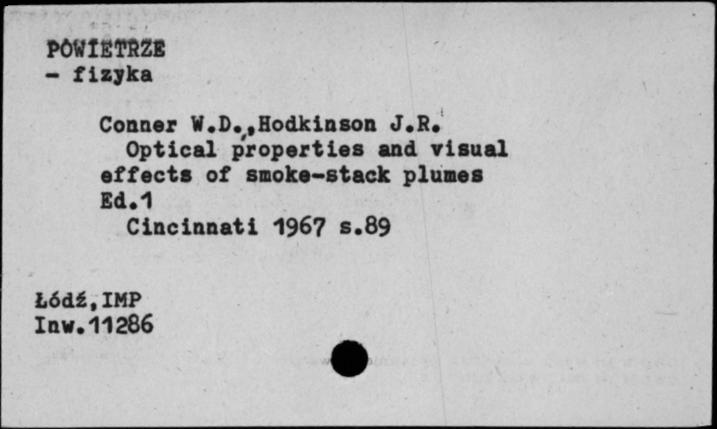 POWIETRZE
- fizyka
Conner W.D.,Hodkinson J.R.
Optical properties and visual
effects of smoke-stack plumes
Ed.1
Cincinnati 1967 s.89
Łódź,IMP
Inw.11286